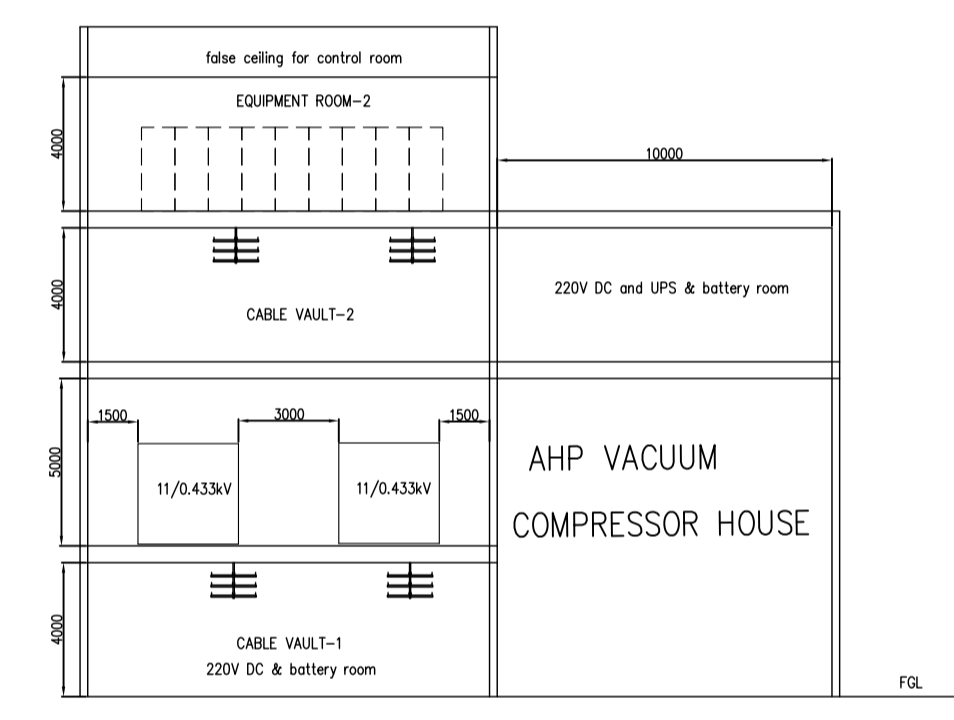 false ceiling for control room
EQUIPMENT ROOM-2
4000
10000
4000
220V DC and UPS & battery room
CABLE VAULT-2
1500
3000
1500
5000
11/0.433kV
11/0.433kV
AHP VACUUM
COMPRESSOR HOUSE
4000
CABLE VAULT-1
220V DC & battery room
FGL